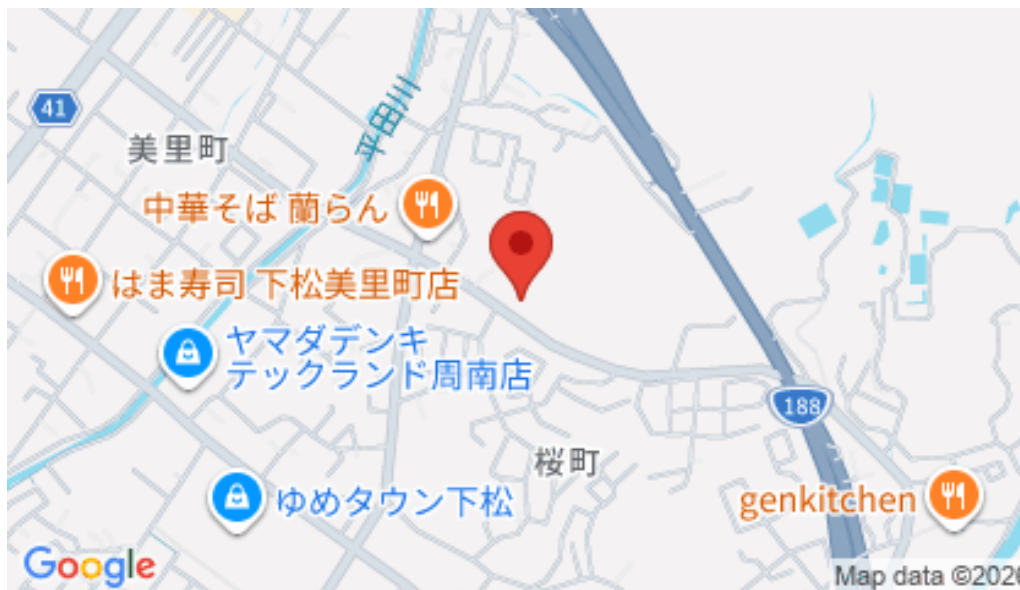 41
美里町
平田川
中華そば 蘭らん
はま寿司 下松美里町店
ヤマダデンキ
テックランド周南店
188
桜町
ゆめタウン下松
genkitchen
Google
Map data ©2026